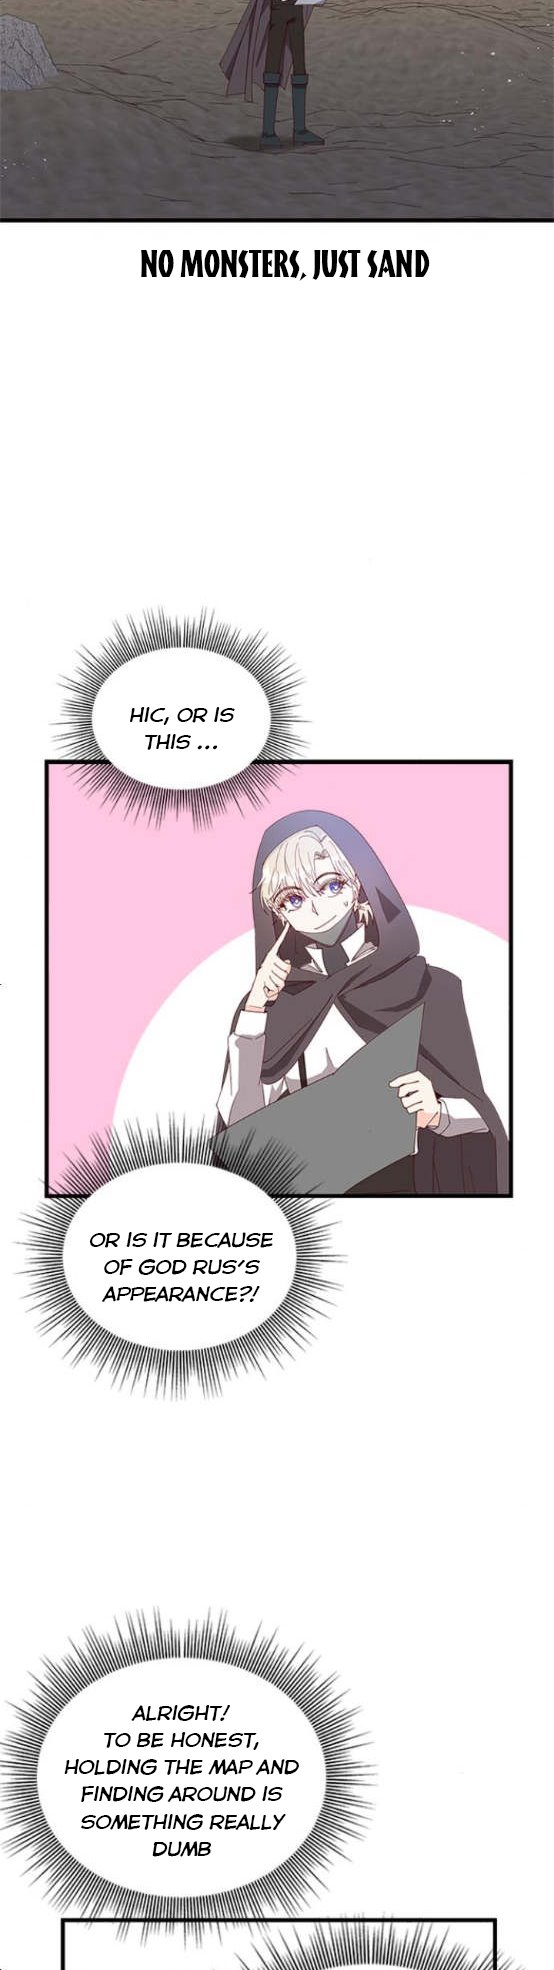 NO MONSTERS, JUST SAND
HIC, OR IS
THIS ...
OR IS IT BECAUSE
OF GOD RUS'S
APPEARANCE?!
ALRIGHT!
TO BE HONEST,
HOLDING THE MAP AND
FINDING AROUND IS
SOMETHING REALLY
DUMB